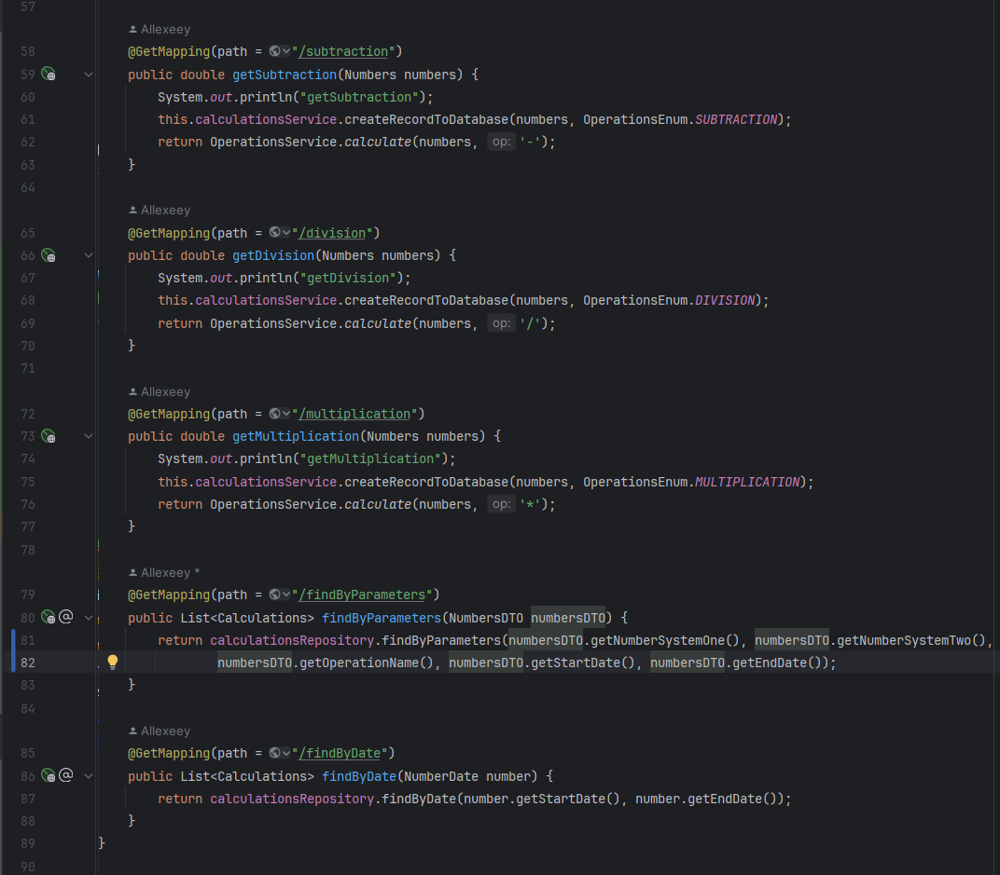 57
Allexeey
58 @GetMapping(path = "/subtraction")
59 public double getSubtraction(Numbers numbers) {
60 System.out.println("getSubtraction");
61 this.calculationsService.createRecordToDatabase(numbers, OperationsEnum.SUBTRACTION);
62 return OperationsService.calculate(numbers, op: '-');
63 }
64
Allexeey
65 @GetMapping(path = "/division")
66 public double getDivision(Numbers numbers) {
67 System.out.println("getDivision");
68 this.calculationsService.createRecordToDatabase(numbers, OperationsEnum.DIVISION);
69 return OperationsService.calculate(numbers, op: '/');
70 }
71
Allexeey
72 @GetMapping(path = "/multiplication")
73 public double getMultiplication(Numbers numbers) {
74 System.out.println("getMultiplication");
75 this.calculationsService.createRecordToDatabase(numbers, OperationsEnum.MULTIPLICATION);
76 return OperationsService.calculate(numbers, op: '*');
77 }
78
Allexeey *
79 @GetMapping(path = "/findByParameters")
80 @ public List<Calculations> findByParameters(NumbersDTO numbersDTO) {
81 return calculationsRepository.findByParameters(numbersDTO.getNumberSystemOne(), numbersDTO.getNumberSystemTwo(),
82 numbersDTO.getOperationName(), numbersDTO.getStartDate(), numbersDTO.getEndDate());
83 }
84
Allexeey
85 @GetMapping(path = "/findByDate")
86 @ public List<Calculations> findByDate(NumberDate number) {
87 return calculationsRepository.findByDate(number.getStartDate(), number.getEndDate());
88 }
89 }
90